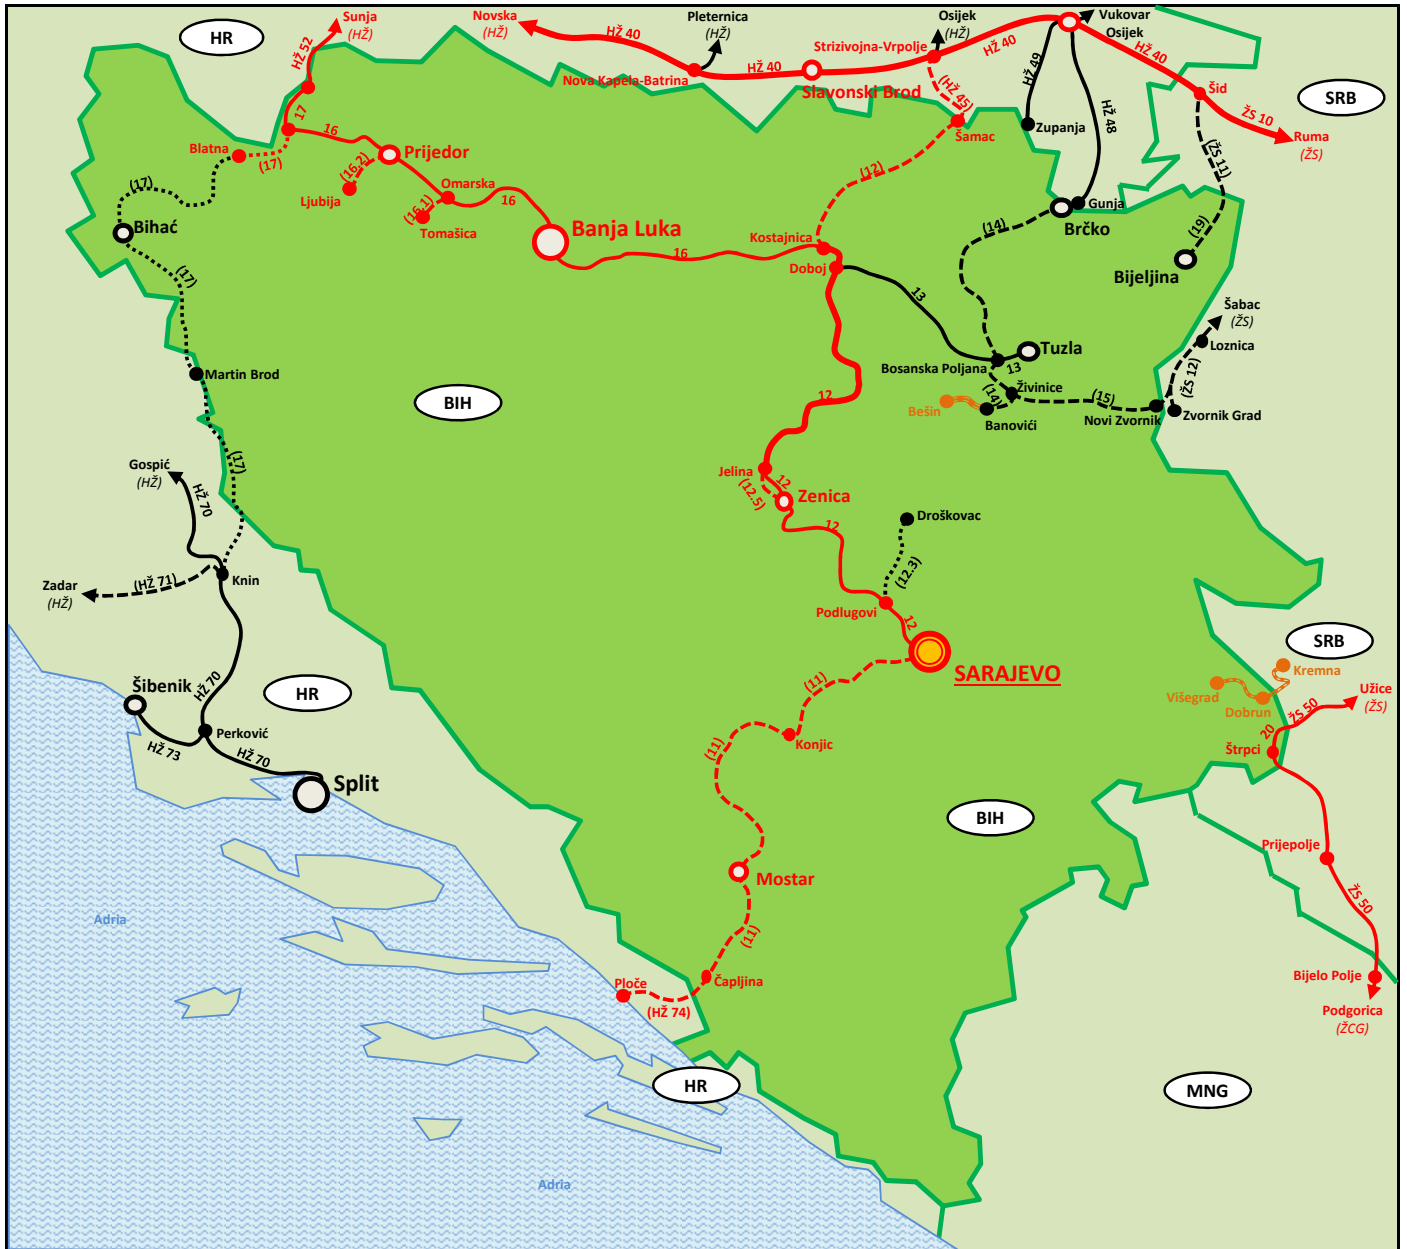 Sunja
(HŽ)
Novska
(HŽ)
Pleternica
(HŽ)
Osijek
(HŽ)
Vukovar
Osijek
HR
HŽ 52
HŽ 40
Strizivojna-Vrpolje
HŽ 40
HŽ 40
Nova Kapela-Batrina
HŽ 40
Slavonski Brod
HŽ 49
(HŽ 45)
HŽ 48
Šid
SRB
ŽS 10
Ruma
(ŽS)
17
16
Šamac
Zupanja
Blatna
(17)
(16.2)
Prijedor
(12)
(ŽS 11)
(17)
Ljubija
Omarska
16
(16.1)
Tomašica
Gunja
Brčko
(14)
(19)
Bihać
Banja Luka
Kostajnica
16
Doboj
Bijeljina
(17)
13
Šabac
(ŽS)
Loznica
Tuzla
Bosanska Poljana
13
Martin Brod
(ŽS 12)
BIH
12
Živinice
(14)
(15)
Bešin
Banovići
Novi Zvornik
Zvornik Grad
Gospić
(HŽ)
(17)
HŽ 70
Jelina
12
(12.5)
Zenica
12
Droškovac
Zadar
(HŽ)
(HŽ 71)
Knin
(12.3)
Podlugovi
12
SRB
SARAJEVO
Kremna
Višegrad
Dobrun
Užice
(ŽS)
ŽS 50
20
Štrpci
Šibenik
HŽ 70
HR
(11)
Perković
HŽ 73
HŽ 70
Konjic
(11)
Split
BIH
Prijepolje
Mostar
ŽS 50
Adria
(11)
Ploče
Čapljina
(HŽ 74)
Bijelo Polje
Podgorica
(ŽCG)
HR
MNG
Adria